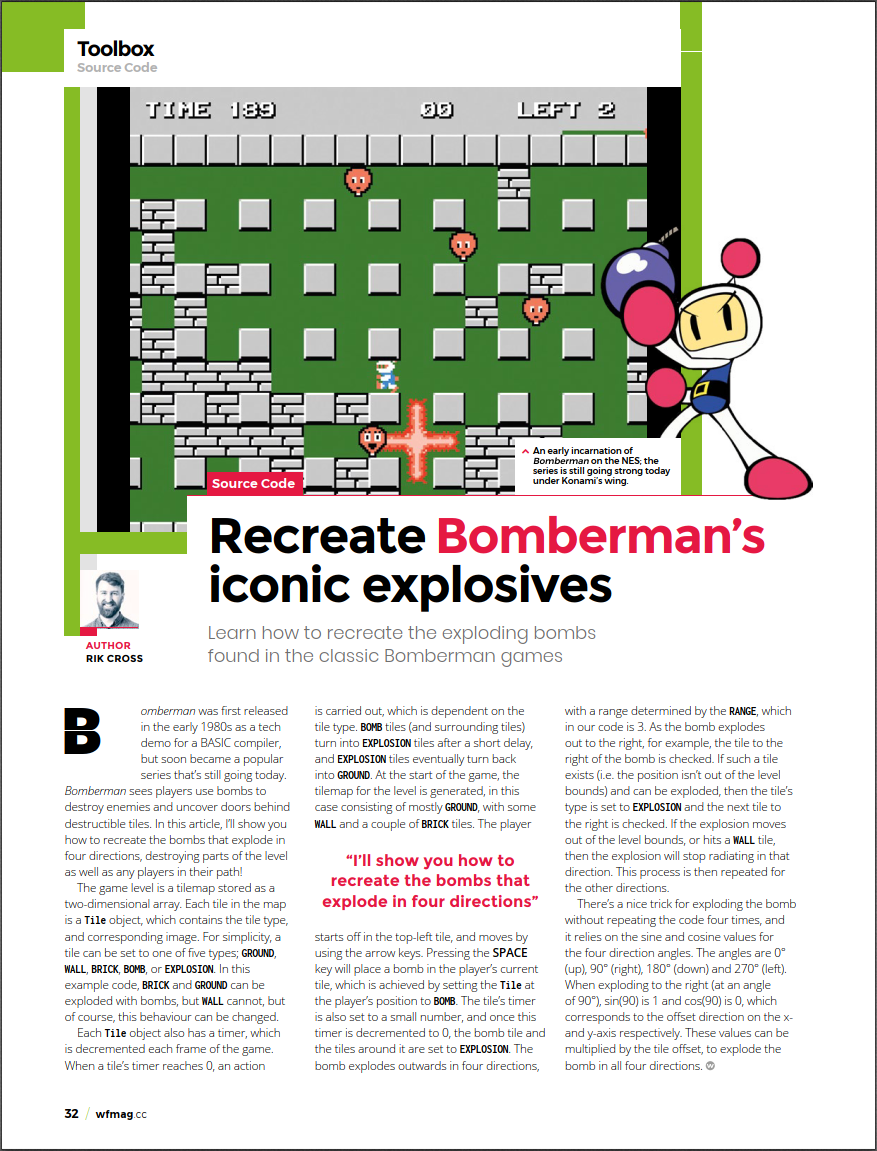 Toolbox
Source Code
TIME 189 00 LEFT 2
^ An early incarnation of
Bomberman on the NES; the
series is still going strong today
under Konami's wing.
Source Code
Recreate Bomberman's
iconic explosives
Learn how to recreate the exploding bombs
found in the classic Bomberman games
AUTHOR
RIK CROSS
Bomberman was first released
in the early 1980s as a tech
demo for a BASIC compiler,
but soon became a popular
series that's still going today.
Bomberman sees players use bombs to
destroy enemies and uncover doors behind
destructible tiles. In this article, I'll show you
how to recreate the bombs that explode in
four directions, destroying parts of the level
as well as any players in their path!
The game level is a tilemap stored as a
two-dimensional array. Each tile in the map
is a Tile object, which contains the tile type,
and corresponding image. For simplicity, a
tile can be set to one of five types; GROUND,
WALL, BRICK, BOMB, or EXPLOSION. In this
example code, BRICK and GROUND can be
exploded with bombs, but WALL cannot, but
of course, this behaviour can be changed.
Each Tile object also has a timer, which
is decremented each frame of the game.
When a tile's timer reaches 0, an action
is carried out, which is dependent on the
tile type. BOMB tiles (and surrounding tiles)
turn into EXPLOSION tiles after a short delay,
and EXPLOSION tiles eventually turn back
into GROUND. At the start of the game, the
tilemap for the level is generated, in this
case consisting of mostly GROUND, with some
WALL and a couple of BRICK tiles. The player
"I'll show you how to
recreate the bombs that
explode in four directions"
starts off in the top-left tile, and moves by
using the arrow keys. Pressing the SPACE
key will place a bomb in the player's current
tile, which is achieved by setting the Tile at
the player's position to BOMB. The tile's timer
is also set to a small number, and once this
timer is decremented to 0, the bomb tile and
the tiles around it are set to EXPLOSION. The
bomb explodes outwards in four directions,
with a range determined by the RANGE, which
in our code is 3. As the bomb explodes
out to the right, for example, the tile to the
right of the bomb is checked. If such a tile
exists (i.e. the position isn't out of the level
bounds) and can be exploded, then the tile's
type is set to EXPLOSION and the next tile to
the right is checked. If the explosion moves
out of the level bounds, or hits a WALL tile,
then the explosion will stop radiating in that
direction. This process is then repeated for
the other directions.
There's a nice trick for exploding the bomb
without repeating the code four times, and
it relies on the sine and cosine values for
the four direction angles. The angles are 0°
(up), 90° (right), 180° (down) and 270° (left).
When exploding to the right (at an angle
of 90°), sin(90) is 1 and cos(90) is 0, which
corresponds to the offset direction on the x-
and y-axis respectively. These values can be
multiplied by the tile offset, to explode the
bomb in all four directions.
32 / wfmag.cc